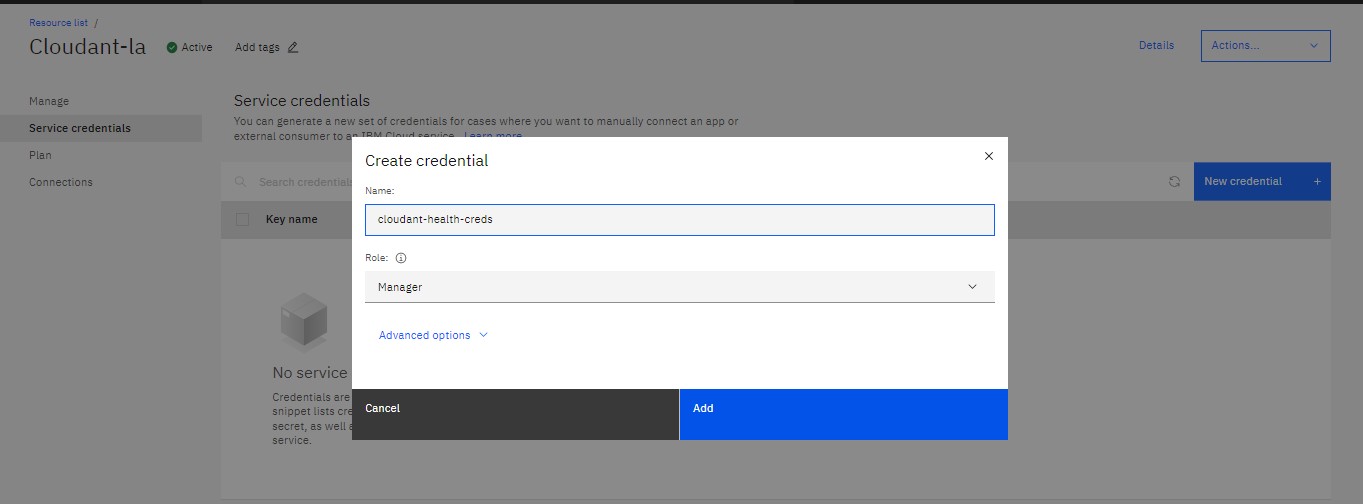 Resource list /
Cloudant-la Active Add tags
Details
Actions...
Manage
Service credentials
Plan
Connections
Service credentials
You can generate a new set of credentials for cases where you want to manually connect an app or
external consumer to an IBM Cloud service. Learn more
Search credentials
New credential +
Key name
Create credential
Name:
cloudant-health-creds
Role:
Manager
Advanced options
Cancel
Add
No service
Credentials are
snippet lists cre
secret, as well a
service.